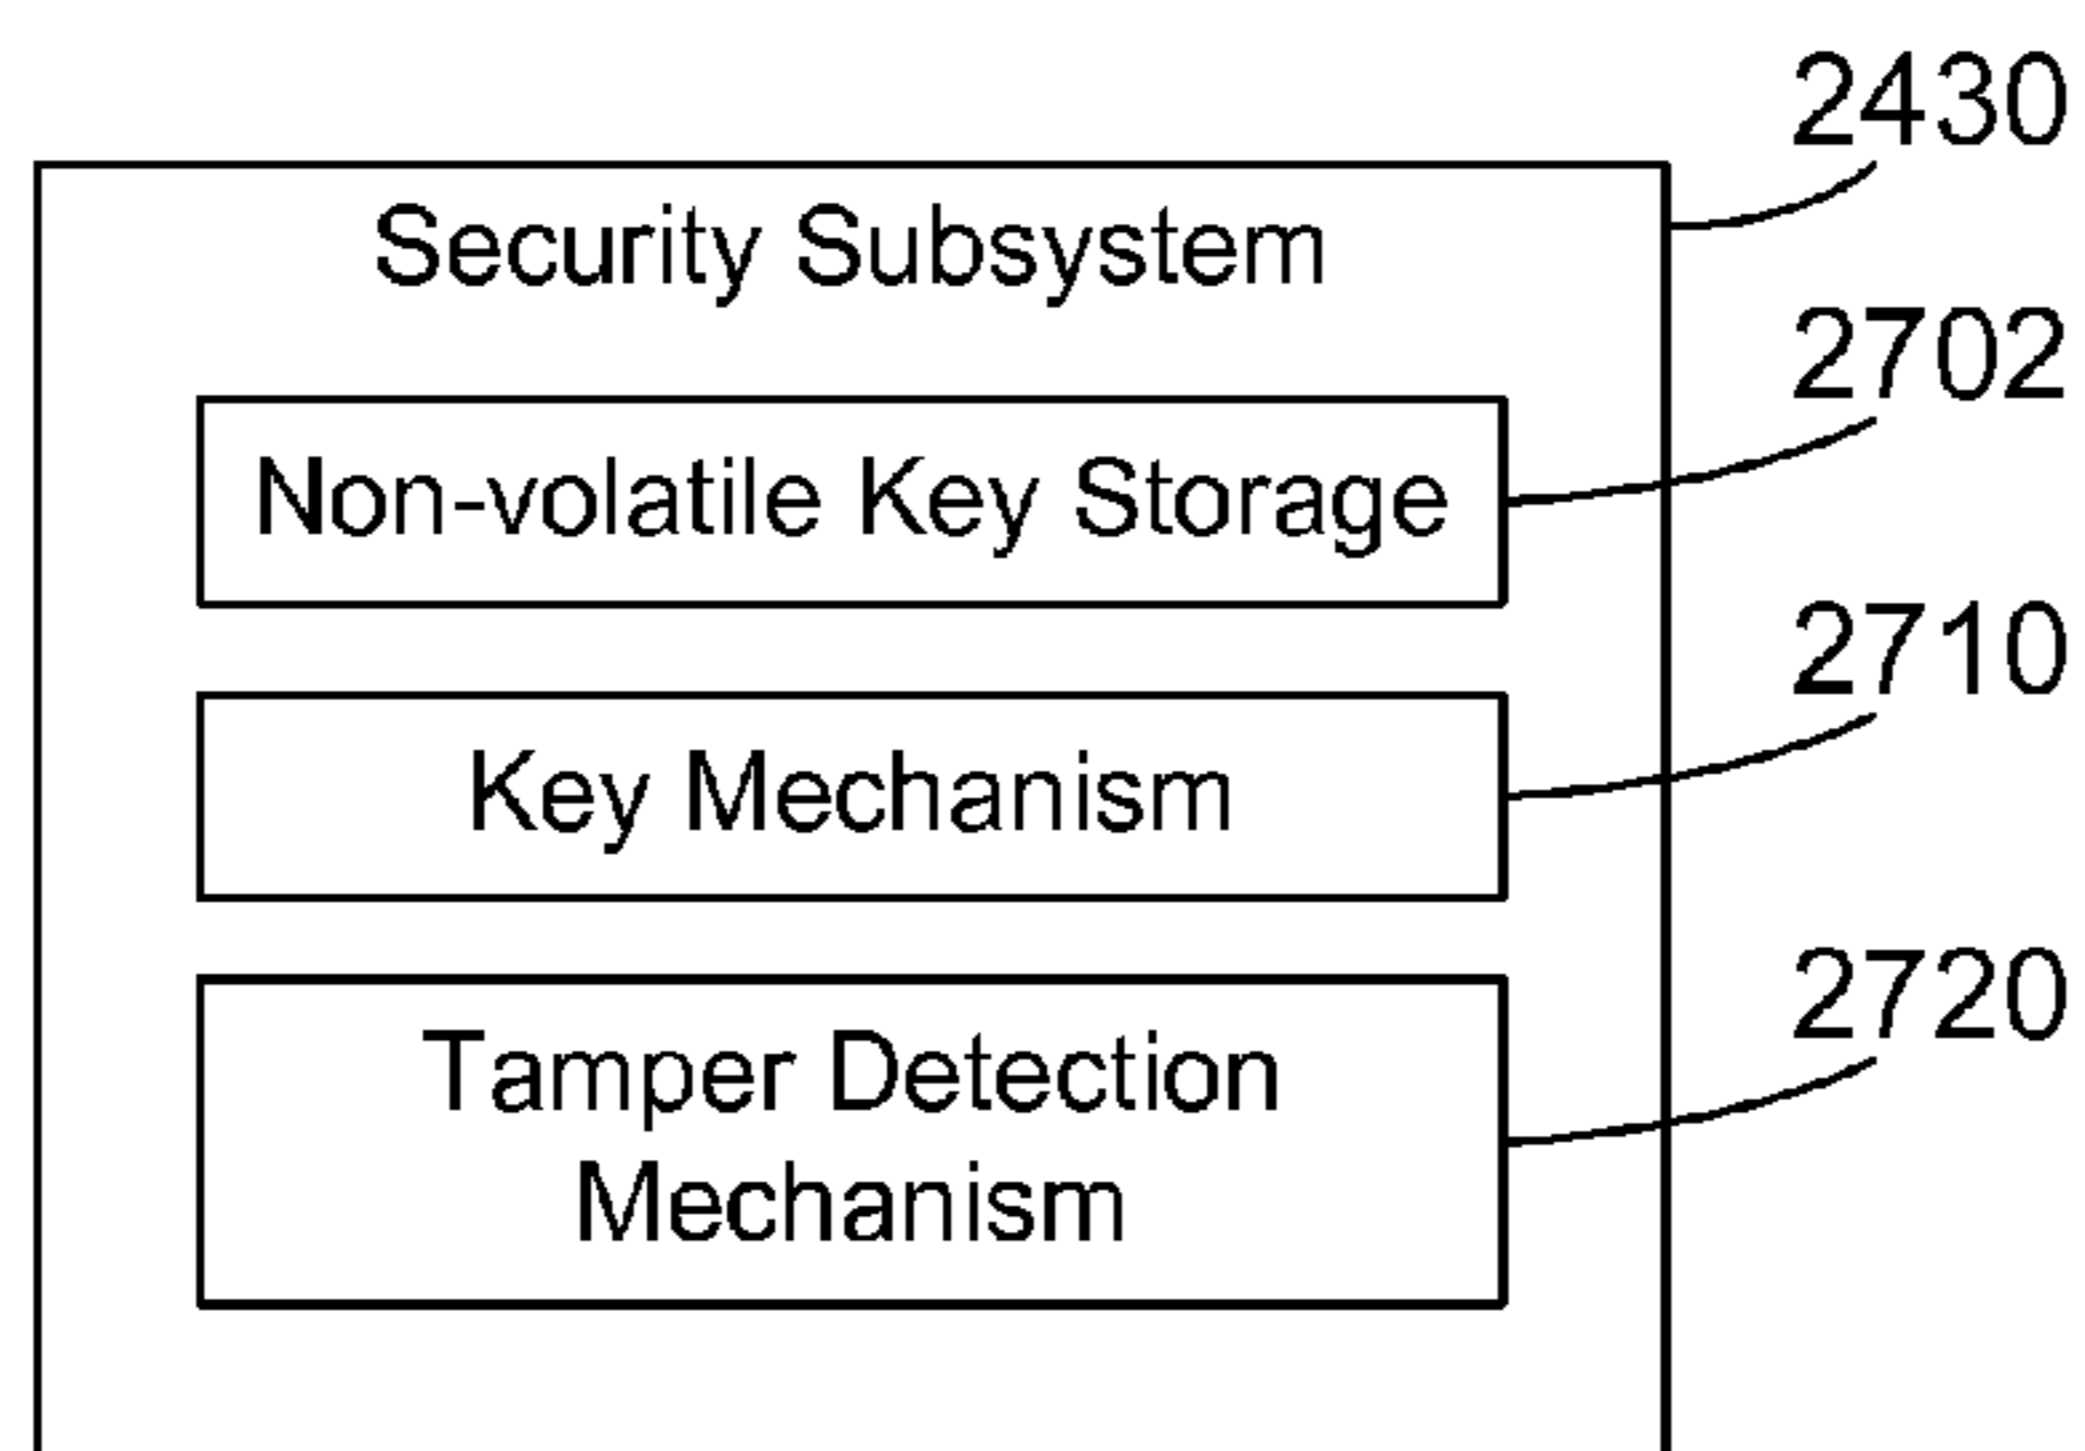 2430
Security Subsystem
2702
Non-volatile Key Storage
2710
Key Mechanism
2720
Tamper Detection
Mechanism